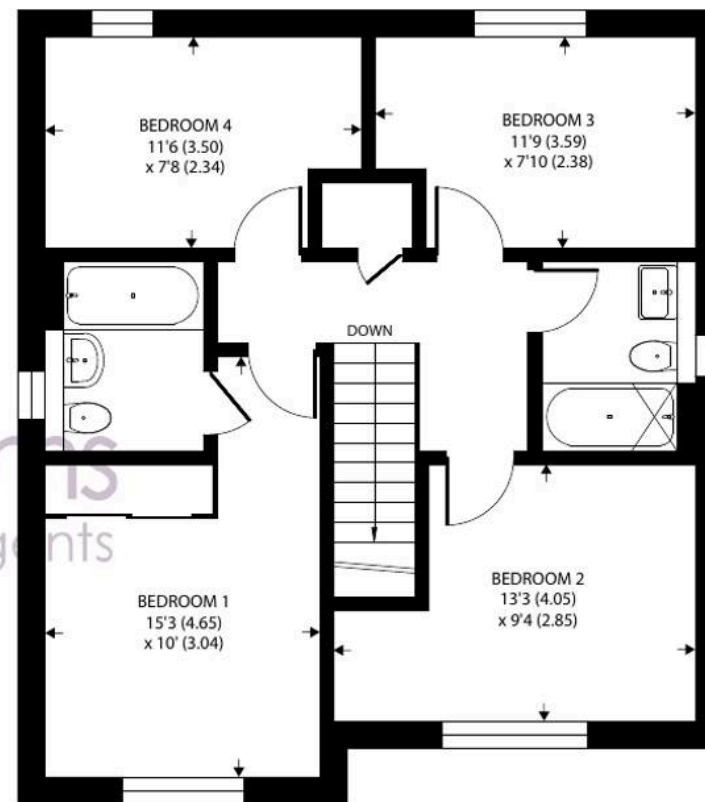 BEDROOM 4
11'6 (3.50)
x 7'8 (2.34)
BEDROOM 3
11'9 (3.59)
x 7'10 (2.38)
DOWN
BEDROOM 1
15'3 (4.65)
x 10' (3.04)
BEDROOM 2
13'3 (4.05)
x 9'4 (2.85)